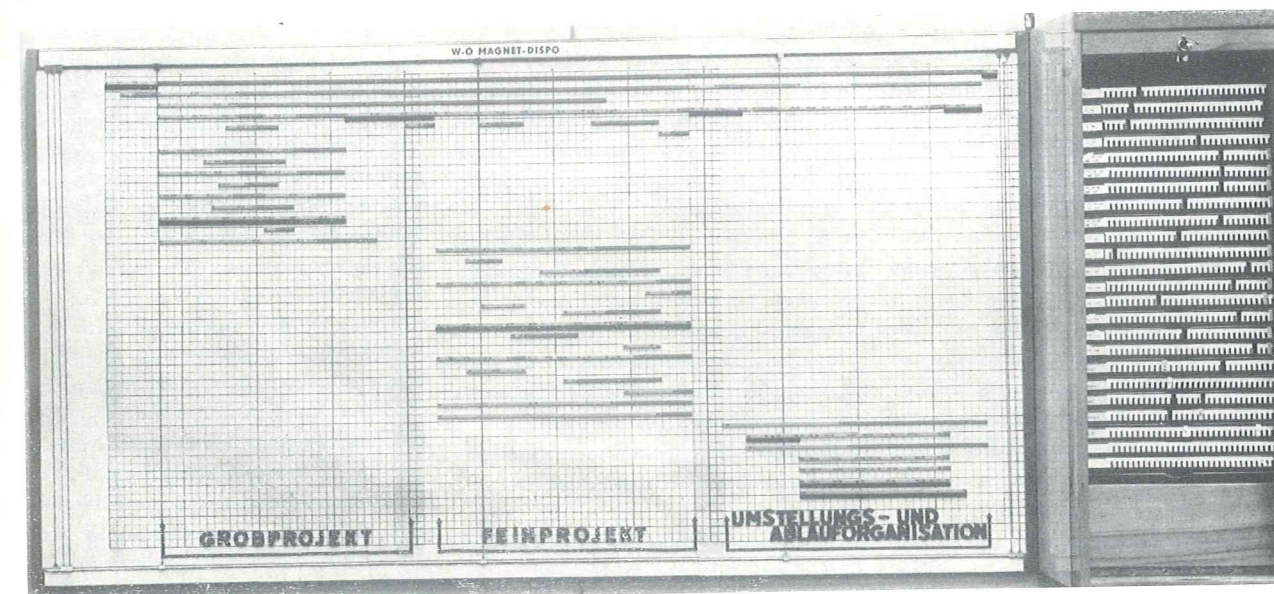 W-O MAGNET-DISPO
GROBPROJEKT
FEINPROJEKT
UMSTELLUNGS- UND
ABLAUFORGANISATION